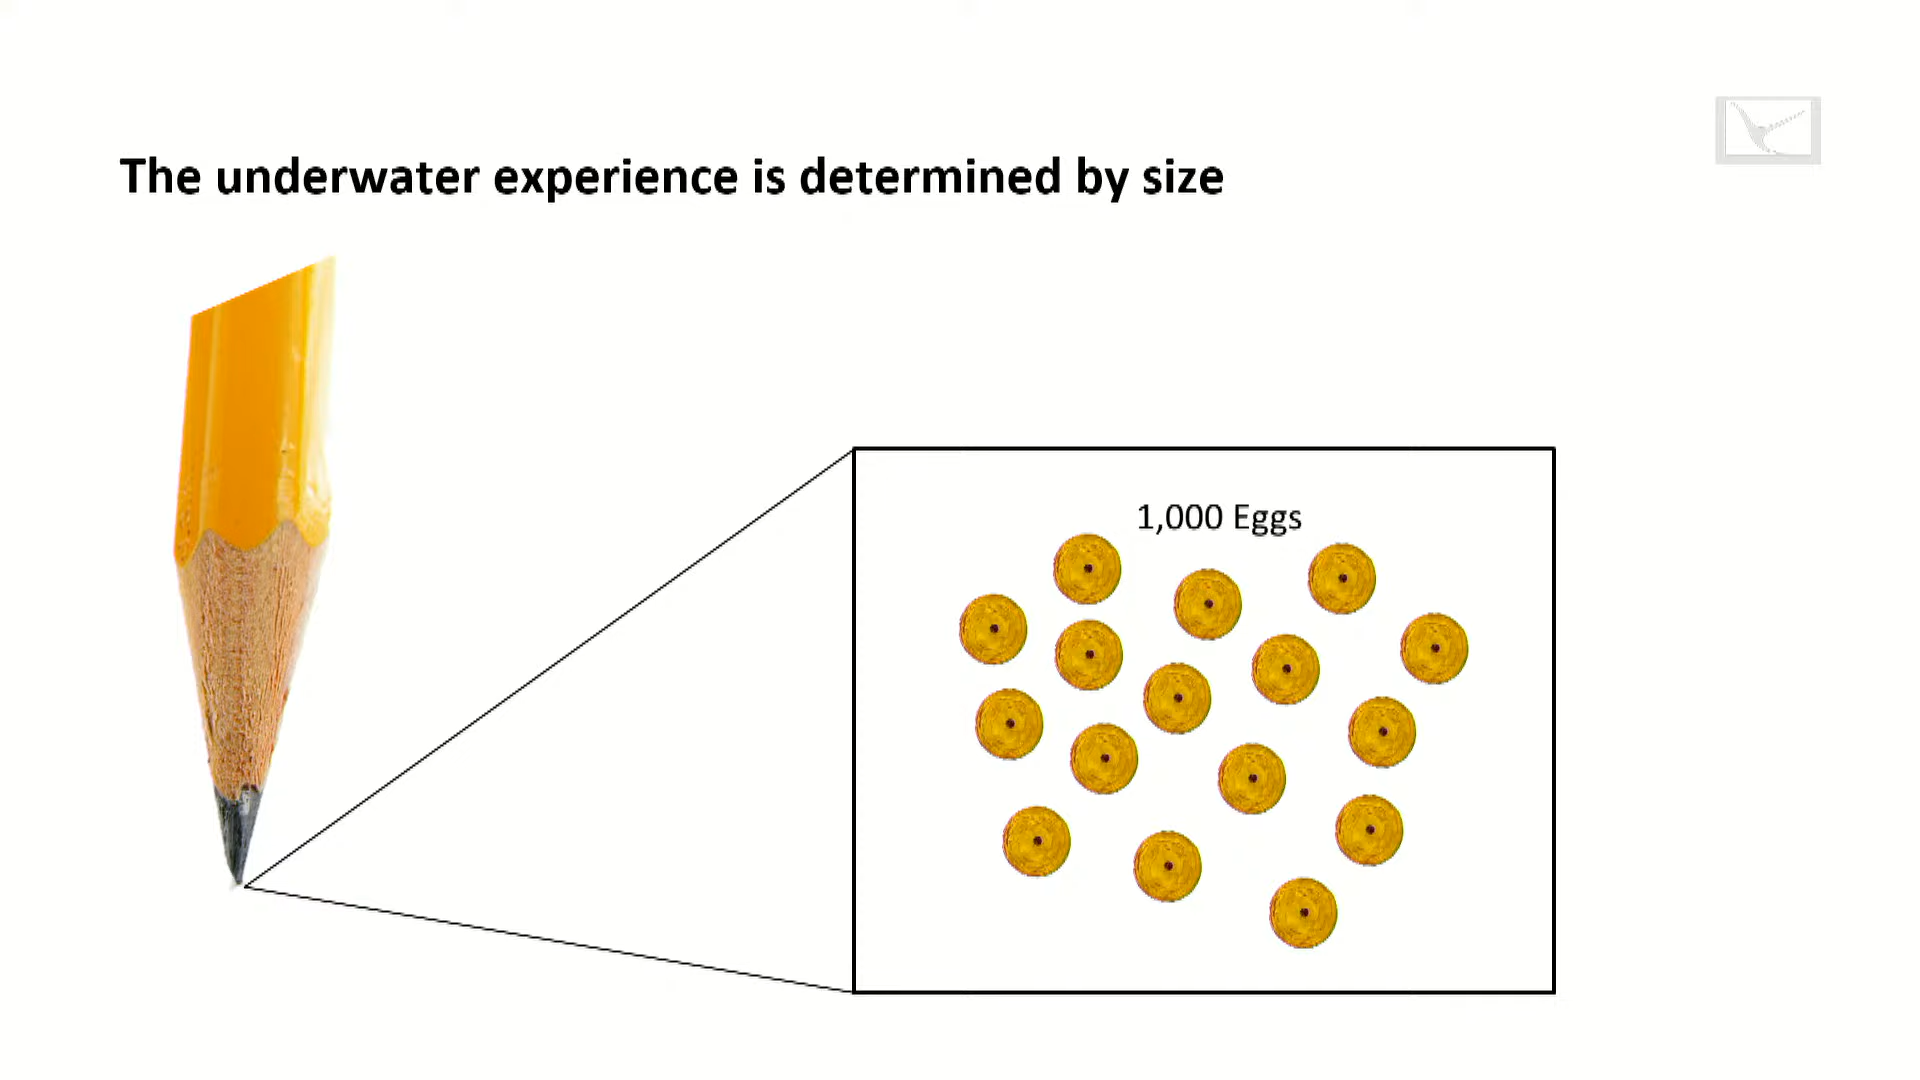 The underwater experience is determined by size
1,000 Eggs